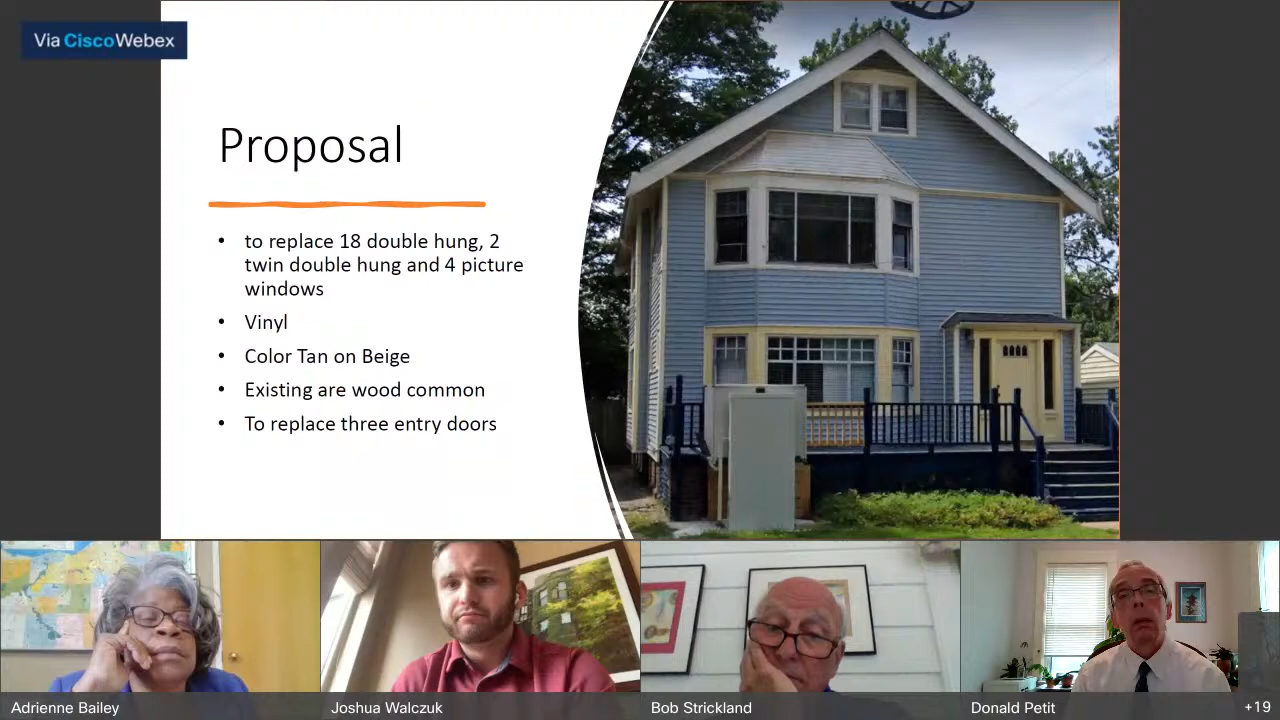 Via Cisco Webex
Proposal
• to replace 18 double hung, 2
twin double hung and 4 picture
windows
• Vinyl
• Color Tan on Beige
• Existing are wood common
• To replace three entry doors
Adrienne Bailey
Joshua Walczuk
Bob Strickland
Donald Petit
+19